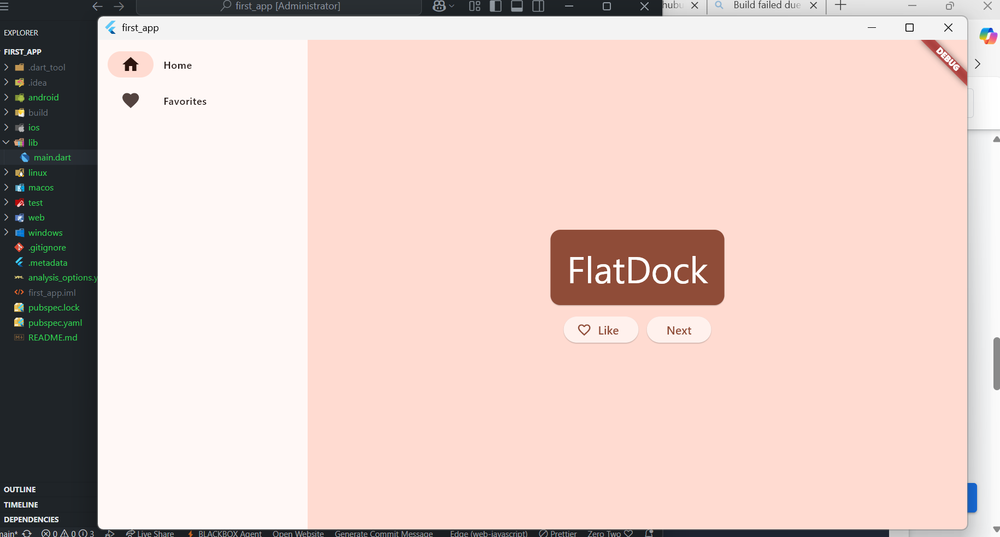 first_app [Administrator]
hubu
Build failed due
EXPLORER
FIRST_APP
.dart_tool
.idea
android
build
ios
lib
main.dart
linux
macos
test
web
windows
.gitignore
.metadata
analysis_options.y
first_app.iml
pubspec.lock
pubspec.yaml
README.md
OUTLINE
TIMELINE
DEPENDENCIES
first_app
DEBUG
Home
Favorites
FlatDock
Like
Next
main* 0 0 3 Live Share BLACKBOX Agent Open Website Generate Commit Message Edge (web-javascript) Prettier Zero Two